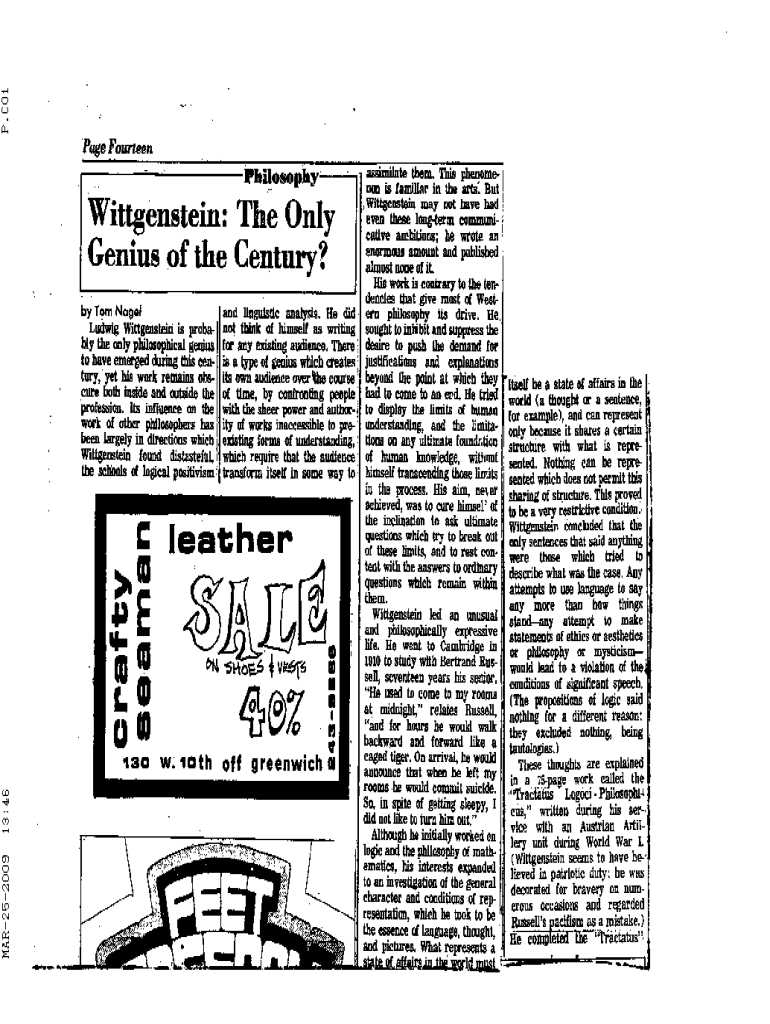 P.C01
MAR-25-2009 13:46
Page Fourteen
Philosophy
Wittgenstein: The Only
Genius of the Century?
by Tom Nagel
Ludwig Wittgenstein is proba-
bly the only philosophical genius
to have emerged during this cen-
tury, yet his work remains obs-
cure both inside and outside the
profession. Its influence on the
work of other philosophers has
been largely in directions which
Wittgenstein found distasteful,
the schools of logical positivism
and linguistic analysis. He did
not think of himself as writing
for any existing audience. There
is a type of genius which creates
its own audience over the course
of time, by confronting people
with the sheer power and author-
ity of works inaccessible to pre-
existing forms of understanding,
which require that the audience
transform itself in some way to
assimilate them. This phenome-
non is familiar in the arts. But
Wittgenstein may not have had
even these long-term communi-
cative ambitions; he wrote an
enormous amount and published
almost none of it.
His work is contrary to the ten-
dencies that give most of West-
ern philosophy its drive. He
sought to inhibit and suppress the
desire to push the demand for
justifications and explanations
beyond the point at which they
had to come to an end. He tried
to display the limits of human
understanding, and the limita-
tions on any ultimate foundation
of human knowledge, without
himself transcending those limits
in the process. His aim, never
achieved, was to cure himself of
the inclination to ask ultimate
questions which try to break out
of these limits, and to rest con-
tent with the answers to ordinary
questions which remain within
them.
Wittgenstein led an unusual
and philosophically expressive
life. He went to Cambridge in
1910 to study with Bertrand Rus-
sell, seventeen years his senior.
"He used to come to my rooms
at midnight," relates Russell,
"and for hours he would walk
backward and forward like a
caged tiger. On arrival, he would
announce that when he left my
rooms he would commit suicide.
So, in spite of getting sleepy, I
did not like to turn him out."
Although he initially worked on
logic and the philosophy of math-
ematics, his interests expanded
to an investigation of the general
character and conditions of rep-
resentation, which he took to be
the essence of language, thought,
and pictures. What represents a
state of affairs in the world must
itself be a state of affairs in the
world (a thought or a sentence,
for example), and can represent
only because it shares a certain
structure with what is repre-
sented. Nothing can be repre-
sented which does not permit this
sharing of structure. This proved
to be a very restrictive condition.
Wittgenstein concluded that the
only sentences that said anything
were those which tried to
describe what was the case. Any
attempts to use language to say
any more than how things
stand—any attempt to make
statements of ethics or aesthetics
or philosophy or mysticism—
would lead to a violation of the
conditions of significant speech.
(The propositions of logic said
nothing for a different reason:
they excluded nothing, being
tautologies.)
These thoughts are explained
in a 75-page work called the
"Tractatus Logoci-Philosophi-
cus," written during his ser-
vice with an Austrian Artil-
lery unit during World War I.
(Wittgenstein seems to have be-
lieved in patriotic duty: he was
decorated for bravery on num-
erous occasions and regarded
Russell's pacifism as a mistake.)
He completed the "Tractatus"
crafty
seaman
leather
SALE
ON SHOES & VESTS
40%
130 W. 10th off greenwich
FEET